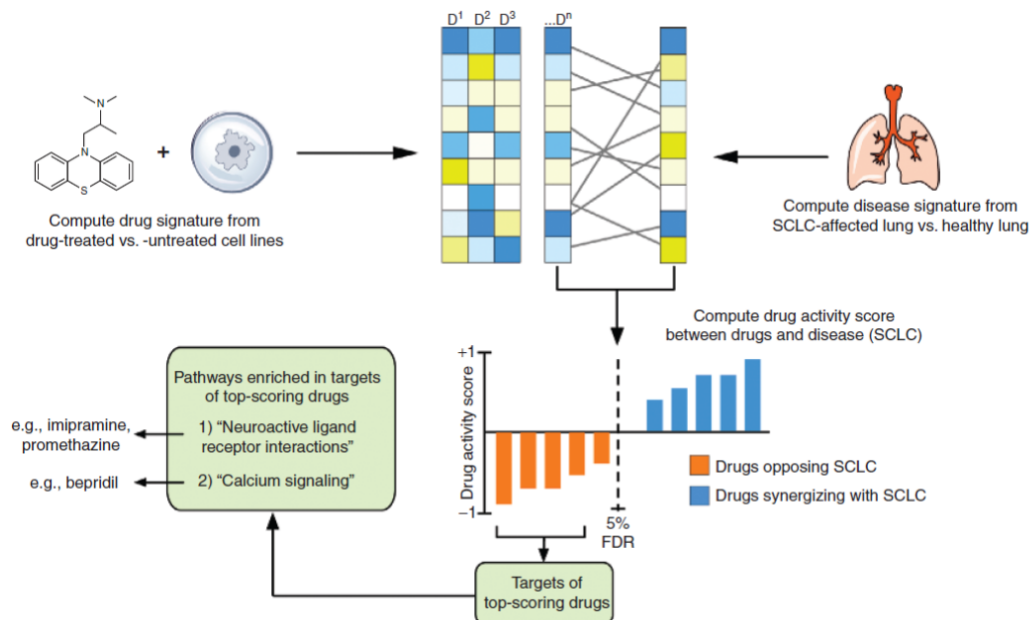 D¹ D² D³ ...Dⁿ
N
N
S
+
Compute drug signature from
drug-treated vs. -untreated cell lines
Compute disease signature from
SCLC-affected lung vs. healthy lung
Compute drug activity score
between drugs and disease (SCLC)
+1
Drug activity score
−1
5%
FDR
Drugs opposing SCLC
Drugs synergizing with SCLC
Targets of
top-scoring drugs
Pathways enriched in targets
of top-scoring drugs
1) “Neuroactive ligand
receptor interactions”
2) “Calcium signaling”
e.g., imipramine,
promethazine
e.g., bepridil